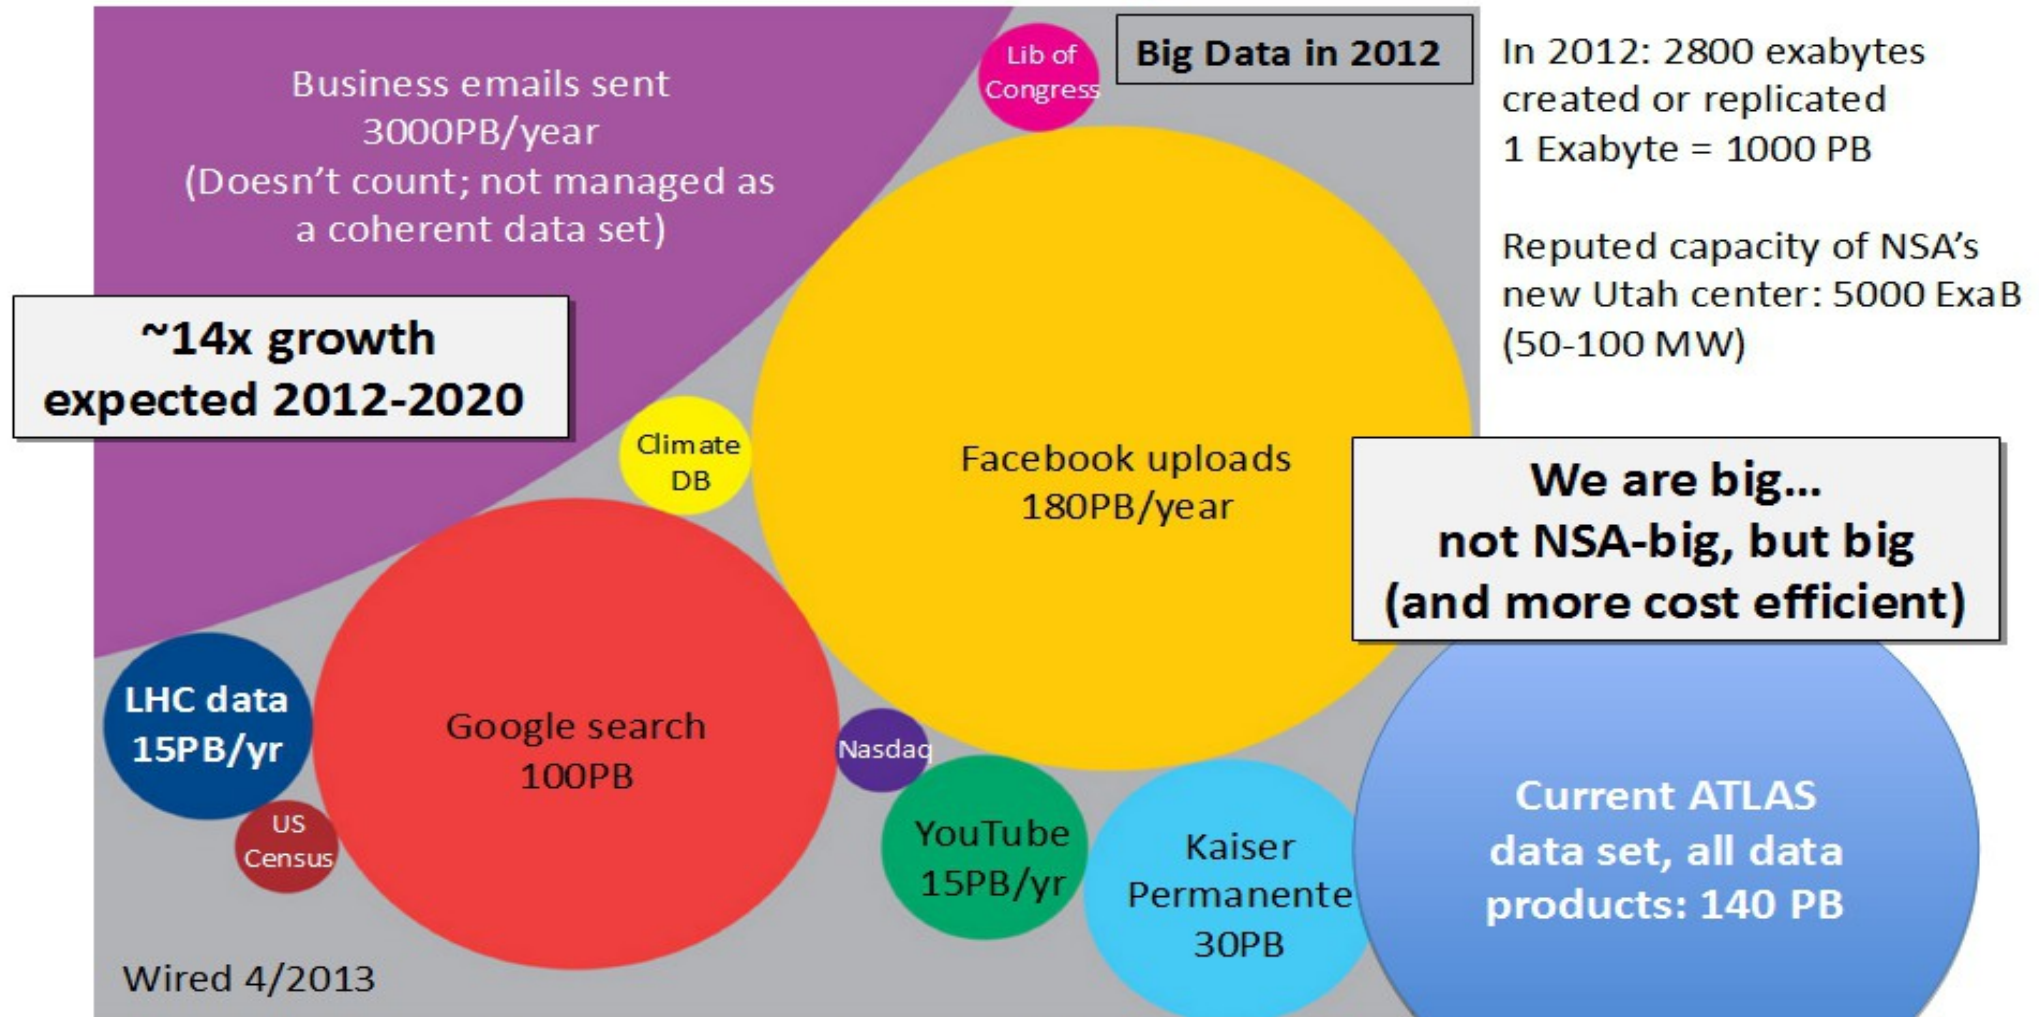 Business emails sent
3000PB/year
(Doesn't count; not managed as
a coherent data set)
Lib of
Congress
Big Data in 2012
In 2012: 2800 exabytes
created or replicated
1 Exabyte = 1000 PB
Reputed capacity of NSA's
new Utah center: 5000 ExaB
(50-100 MW)
~14x growth
expected 2012-2020
Climate
DB
Facebook uploads
180PB/year
We are big...
not NSA-big, but big
(and more cost efficient)
LHC data
15PB/yr
Google search
100PB
Nasdaq
US
Census
YouTube
15PB/yr
Kaiser
Permanente
30PB
Current ATLAS
data set, all data
products: 140 PB
Wired 4/2013